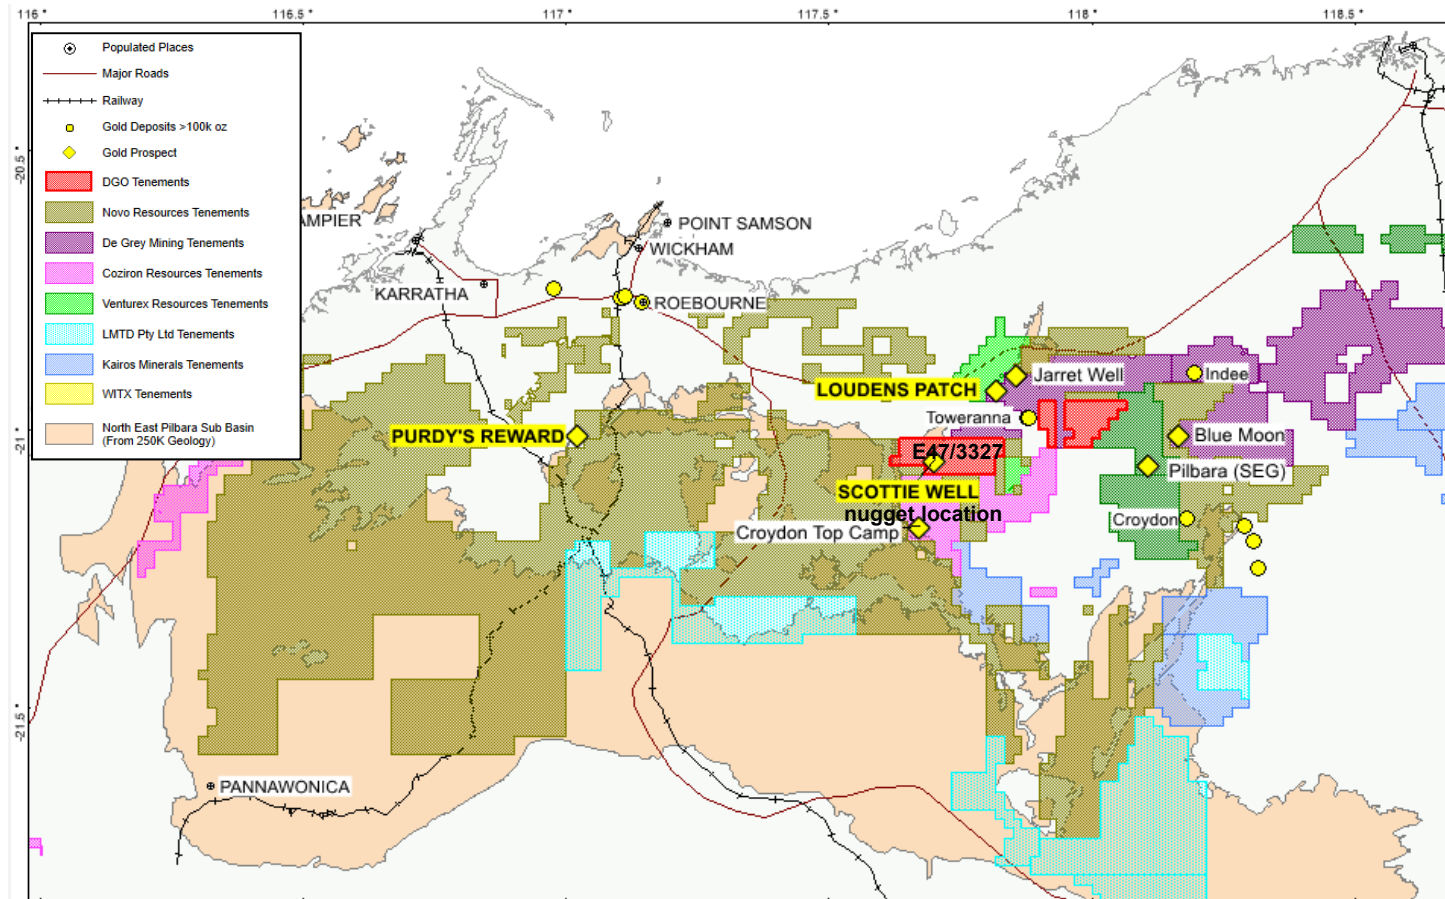 116 °
116.5 °
117 °
117.5 °
118 °
118.5 °
-20.5 °
-21 °
-21.5 °
Populated Places
Major Roads
Railway
Gold Deposits >100k oz
Gold Prospect
DGO Tenements
Novo Resources Tenements
De Grey Mining Tenements
Coziron Resources Tenements
Venturex Resources Tenements
LMTD Pty Ltd Tenements
Kairos Minerals Tenements
WITX Tenements
North East Pilbara Sub Basin
(From 250K Geology)
AMPIER
POINT SAMSON
WICKHAM
KARRATHA
ROEBOURNE
Jarret Well
Indee
LOUDENS PATCH
Toweranna
PURDY'S REWARD
Blue Moon
E47/3327
Pilbara (SEG)
SCOTTIE WELL
nugget location
Croydon
Croydon Top Camp
PANNAWONICA